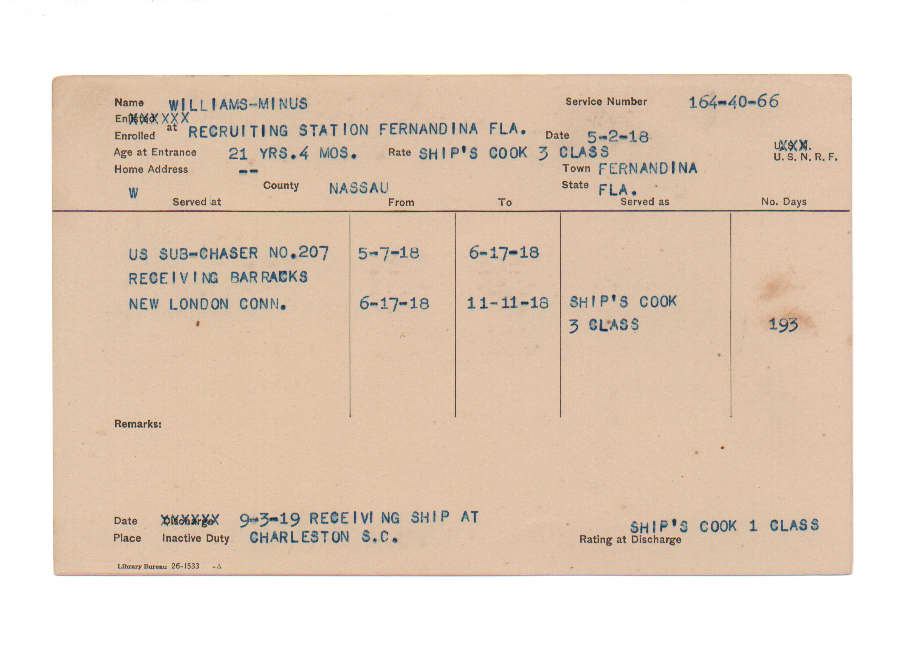 Name WILLIAMS-MINUS Service Number 164-40-66
Enlisted XXXXXX
Enrolled at RECRUITING STATION FERNANDINA FLA. Date 5-2-18
Age at Entrance 21 YRS.4 MOS. Rate SHIP'S COOK 3 CLASS U.S.N. XXX
U. S. N. R. F.
Home Address -- Town FERNANDINA
W County NASSAU State FLA.
Served at From To Served as No. Days
US SUB-CHASER NO.207 5-7-18 6-17-18
RECEIVING BARRACKS
NEW LONDON CONN. 6-17-18 11-11-18 SHIP'S COOK
3 CLASS 193
Remarks:
Date Discharge XXXXXX 9-3-19 RECEIVING SHIP AT
Place Inactive Duty CHARLESTON S.C.
SHIP'S COOK 1 CLASS
Rating at Discharge
Library Bureau 26-1533 -A